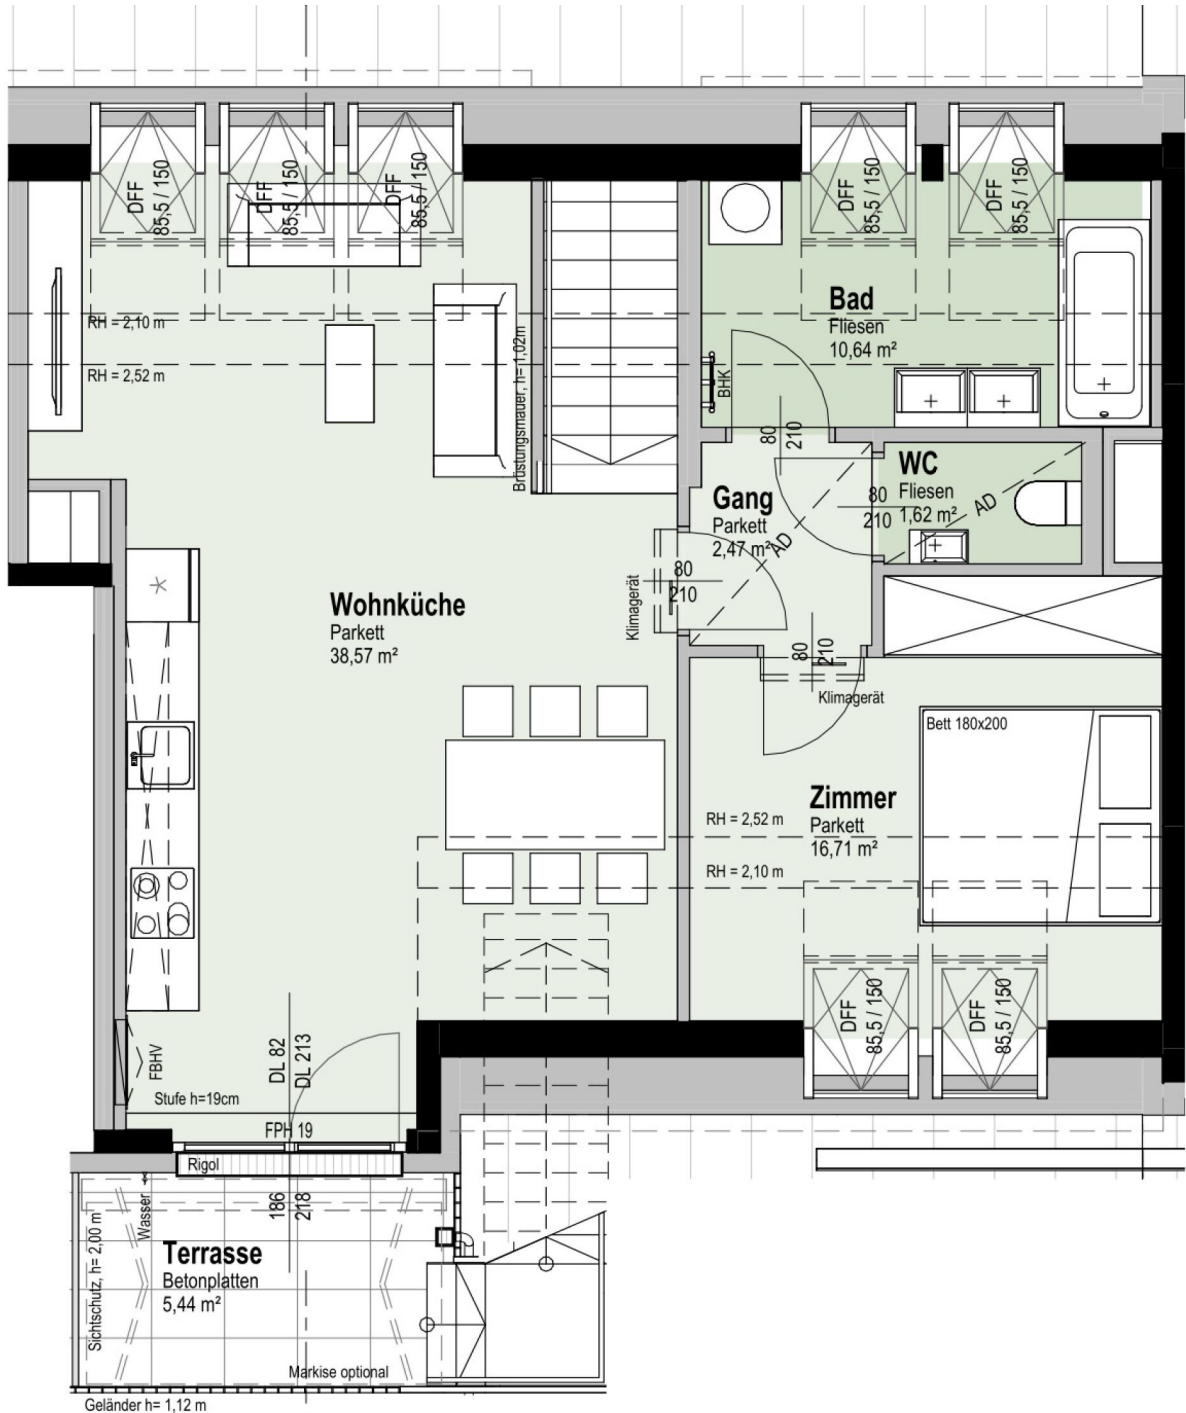 DFF
85,5 / 150
DFF
85,5 / 150
DFF
85,5 / 150
DFF
85,5 / 150
DFF
85,5 / 150
RH = 2,10 m
RH = 2,52 m
Brüstungsmauer, h= 1,02m
Bad
Fliesen
10,64 m²
BHK
80
210
WC
Fliesen
1,62 m²
AD
80
210
Gang
Parkett
2,47 m²
AD
80
210
Klimagerät
80
210
Klimagerät
Wohnküche
Parkett
38,57 m²
Bett 180x200
Zimmer
Parkett
16,71 m²
RH = 2,52 m
RH = 2,10 m
DFF
85,5 / 150
DFF
85,5 / 150
FBHV
DL 82
DL 213
Stufe h=19cm
FPH 19
Rigol
186
218
Wasser
Sichtschutz, h= 2,00 m
Terrasse
Betonplatten
5,44 m²
Markise optional
Geländer h= 1,12 m